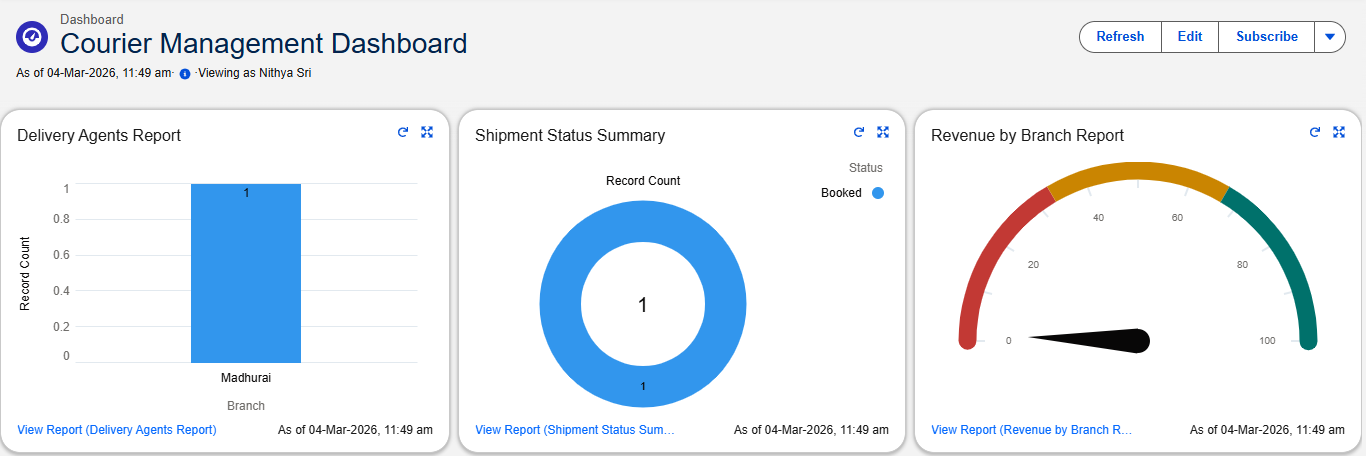 Dashboard
Courier Management Dashboard
As of 04-Mar-2026, 11:49 am· ·Viewing as Nithya Sri
Refresh
Edit
Subscribe
Delivery Agents Report
1
0.8
0.6
0.4
0.2
0
Record Count
1
Madhurai
Branch
View Report (Delivery Agents Report)
As of 04-Mar-2026, 11:49 am
Shipment Status Summary
Status
Booked
Record Count
1
1
View Report (Shipment Status Sum...
As of 04-Mar-2026, 11:49 am
Revenue by Branch Report
0
20
40
60
80
100
View Report (Revenue by Branch R...
As of 04-Mar-2026, 11:49 am